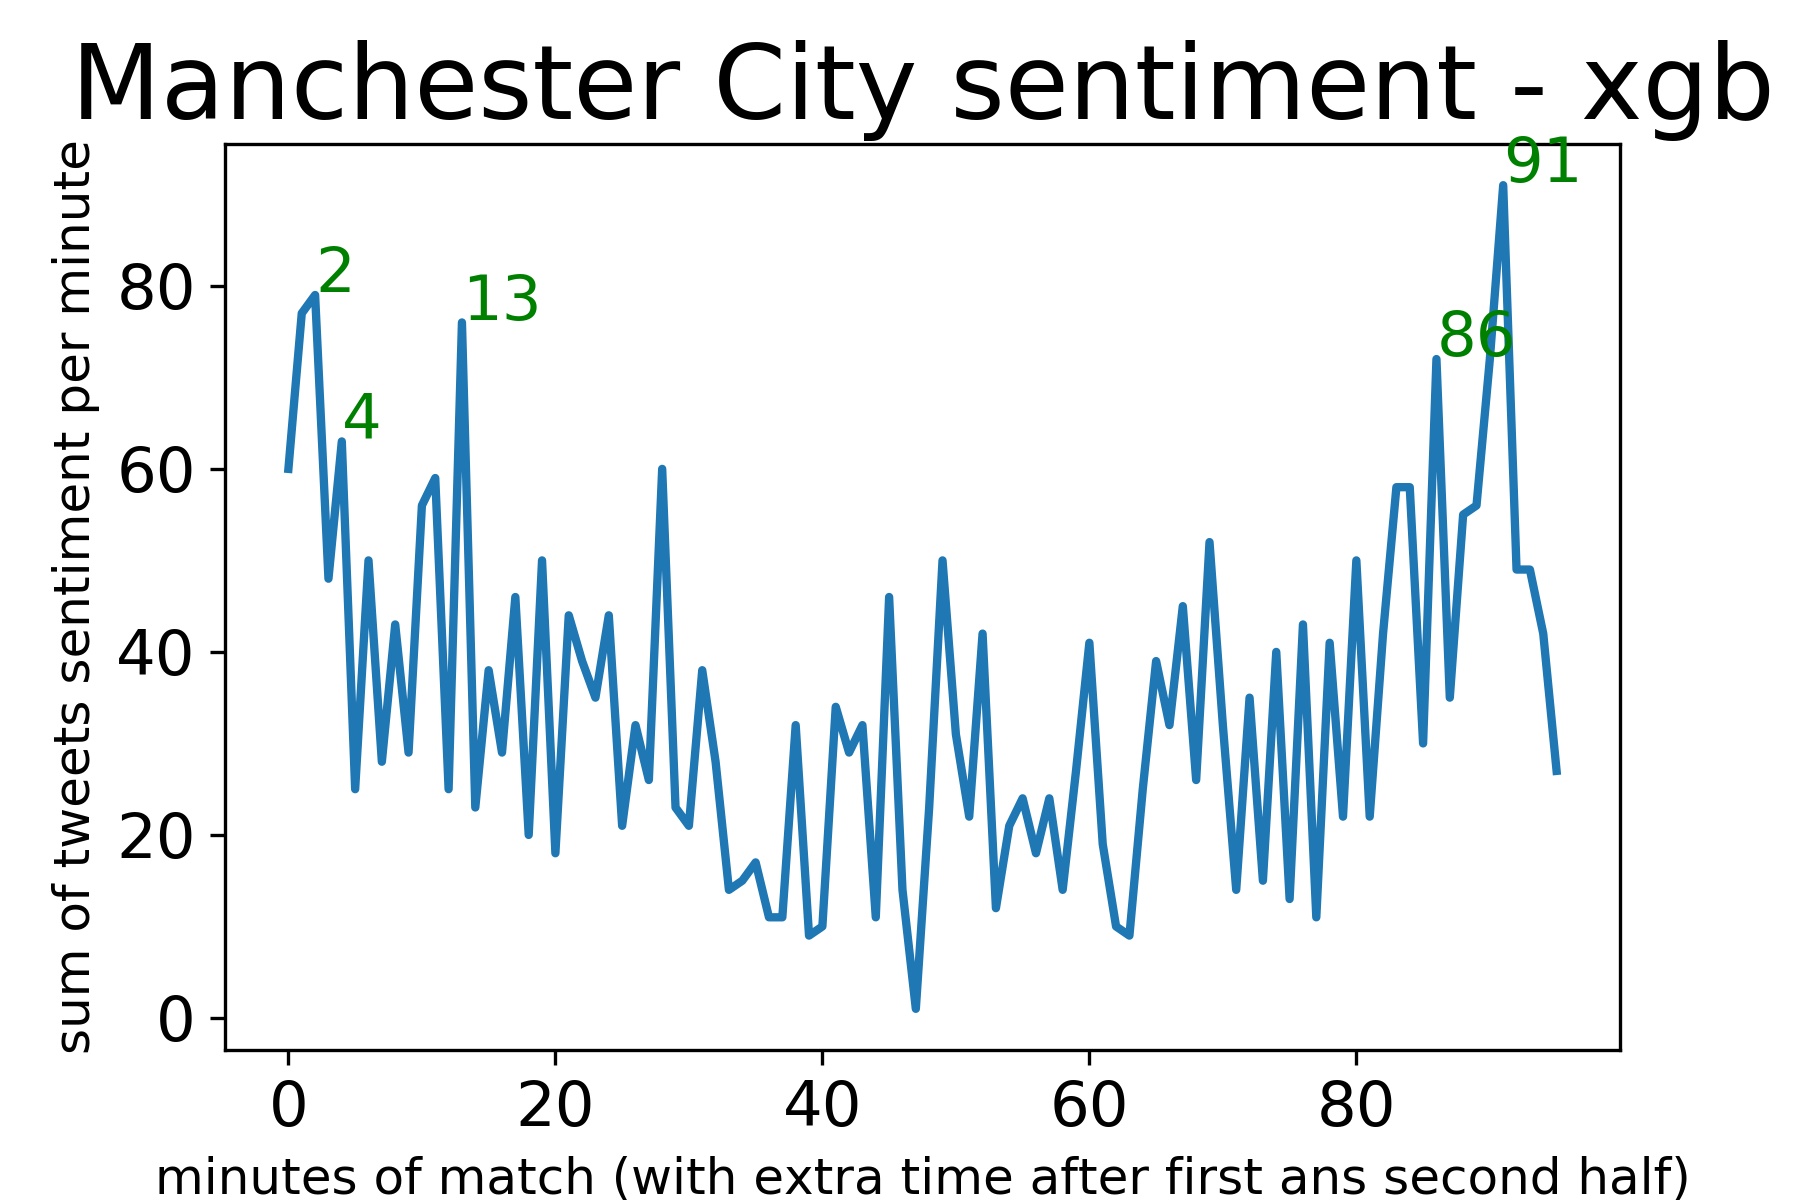 Manchester City sentiment - xgb
sum of tweets sentiment per minute
80
60
40
20
0
2
4
13
86
91
0 20 40 60 80
minutes of match (with extra time after first ans second half)